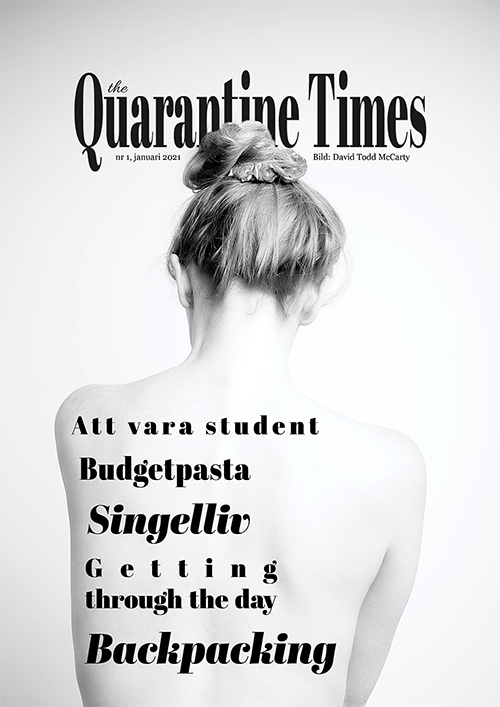 the
Quarantine Times
nr 1, januari 2021
Bild: David Todd McCarty
Att vara student
Budgetpasta
Singelliv
Getting
through the day
Backpacking